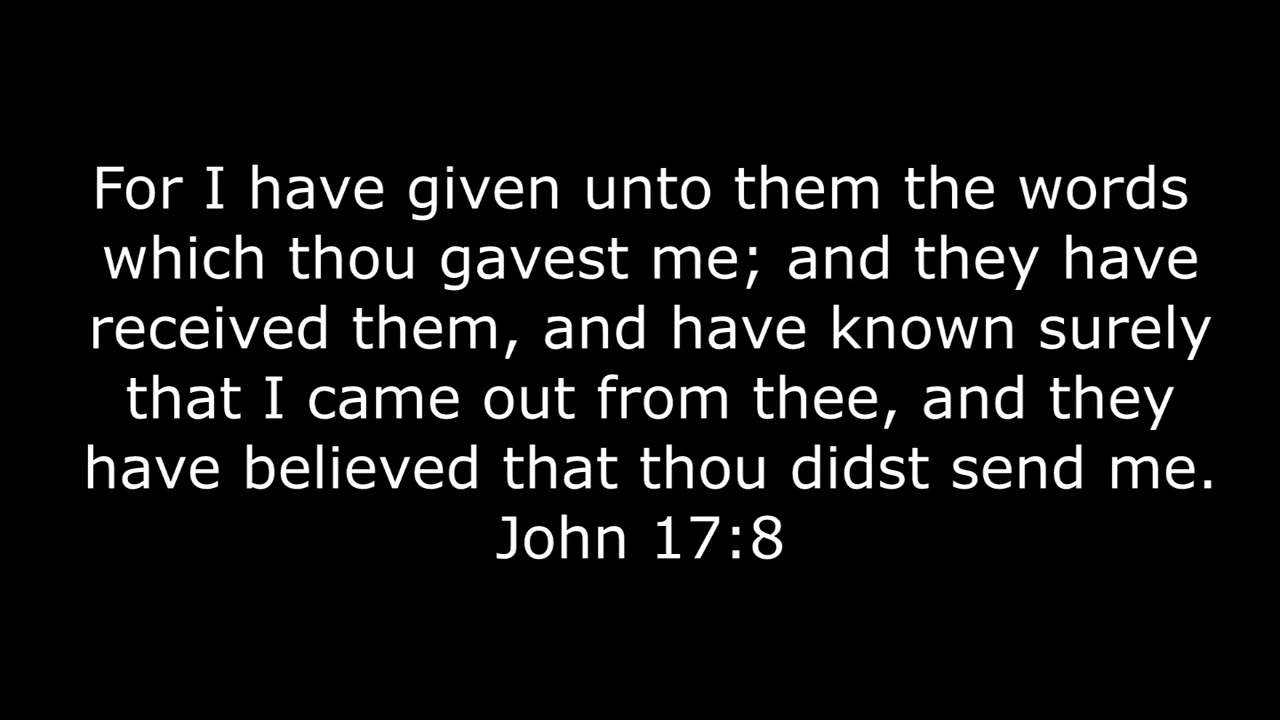 For I have given unto them the words
which thou gavest me; and they have
received them, and have known surely
that I came out from thee, and they
have believed that thou didst send me.
John 17:8